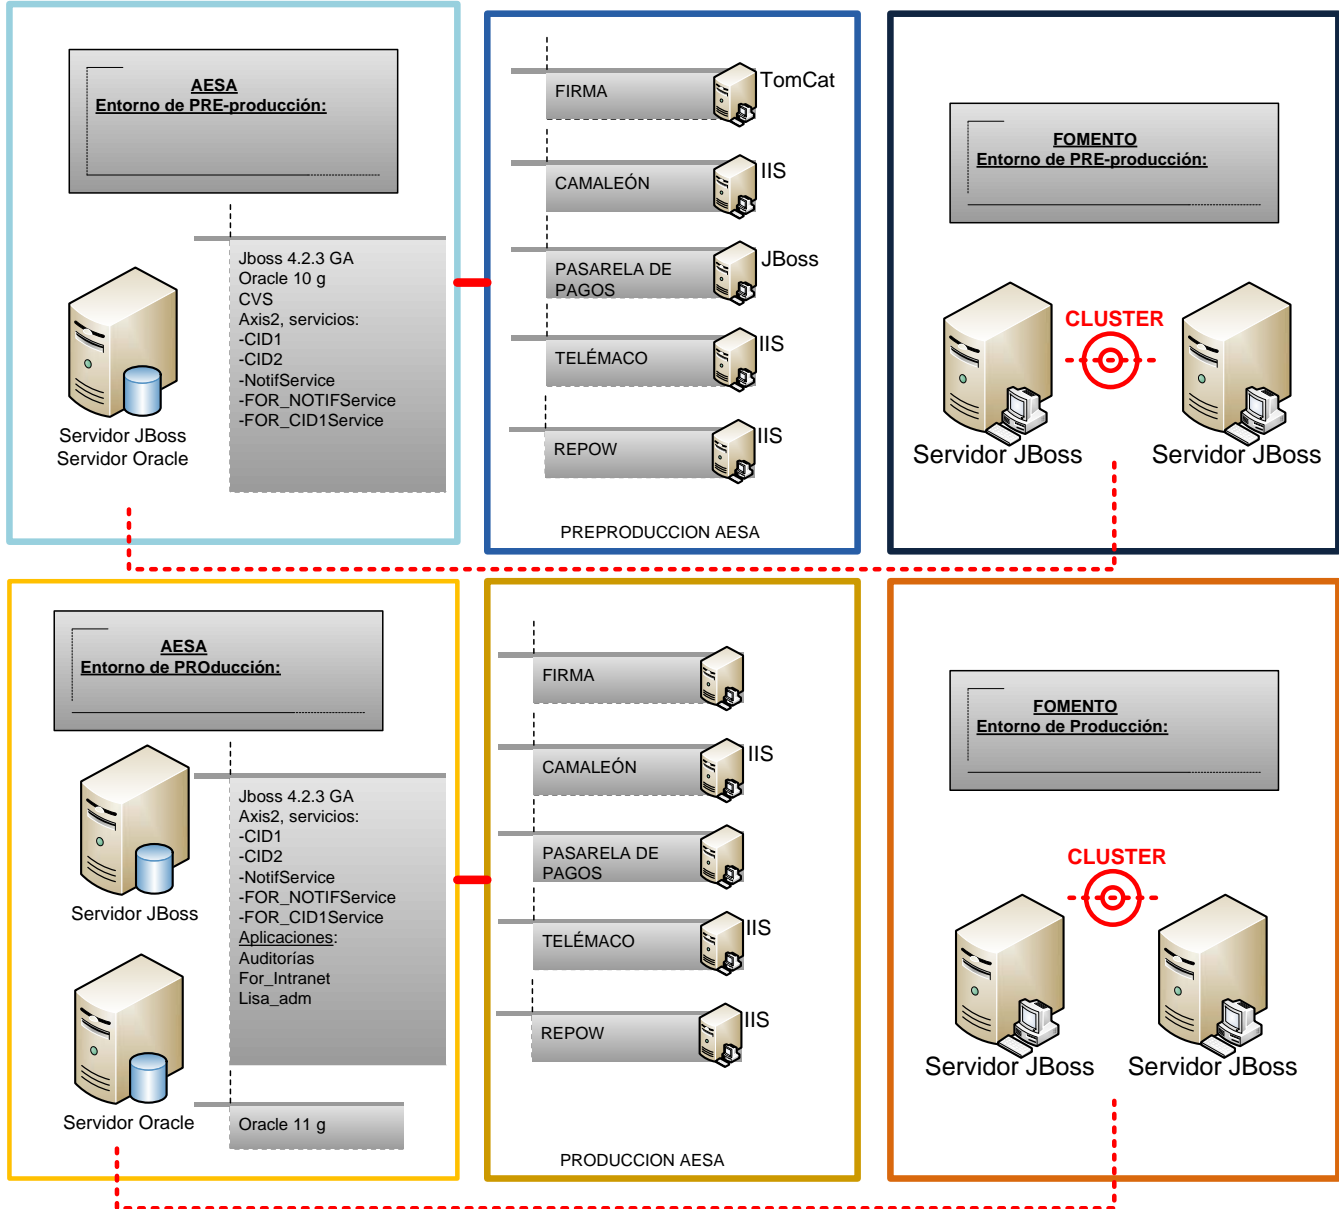 AESA
Entorno de PRE-producción:
Jboss 4.2.3 GA
Oracle 10 g
CVS
Axis2, servicios:
-CID1
-CID2
-NotifService
-FOR_NOTIFService
-FOR_CID1Service
Servidor JBoss
Servidor Oracle
FIRMA
TomCat
CAMALEÓN
IIS
PASARELA DE
PAGOS
JBoss
TELÉMACO
IIS
REPOW
IIS
PREPRODUCCION AESA
FOMENTO
Entorno de PRE-producción:
CLUSTER
Servidor JBoss
Servidor JBoss
AESA
Entorno de PROducción:
Jboss 4.2.3 GA
Axis2, servicios:
-CID1
-CID2
-NotifService
-FOR_NOTIFService
-FOR_CID1Service
Aplicaciones:
Auditorías
For_Intranet
Lisa_adm
Servidor JBoss
Servidor Oracle
Oracle 11 g
FIRMA
CAMALEÓN
IIS
PASARELA DE
PAGOS
TELÉMACO
IIS
REPOW
IIS
PRODUCCION AESA
FOMENTO
Entorno de Producción:
CLUSTER
Servidor JBoss
Servidor JBoss